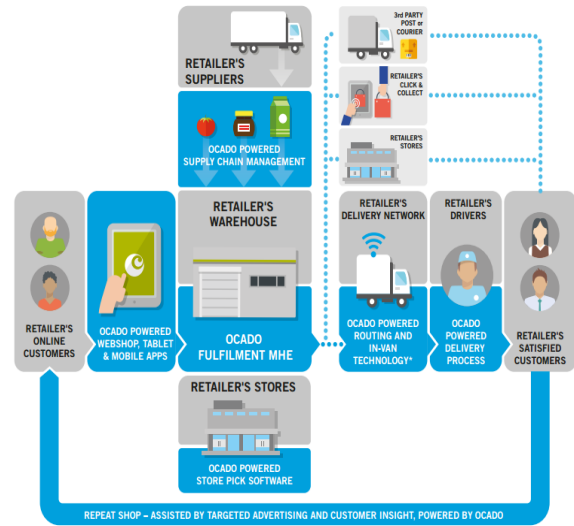 RETAILER'S
SUPPLIERS
OCADO POWERED
SUPPLY CHAIN MANAGEMENT
3rd PARTY
POST or
COURIER
RETAILER'S
CLICK &
COLLECT
RETAILER'S
STORES
RETAILER'S
ONLINE
CUSTOMERS
OCADO POWERED
WEBSHOP, TABLET
& MOBILE APPS
RETAILER'S
WAREHOUSE
OCADO
FULFILMENT MHE
RETAILER'S
DELIVERY NETWORK
OCADO POWERED
ROUTING AND
IN-VAN
TECHNOLOGY*
RETAILER'S
DRIVERS
OCADO
POWERED
DELIVERY
PROCESS
RETAILER'S
SATISFIED
CUSTOMERS
RETAILER'S STORES
OCADO POWERED
STORE PICK SOFTWARE
REPEAT SHOP – ASSISTED BY TARGETED ADVERTISING AND CUSTOMER INSIGHT, POWERED BY OCADO